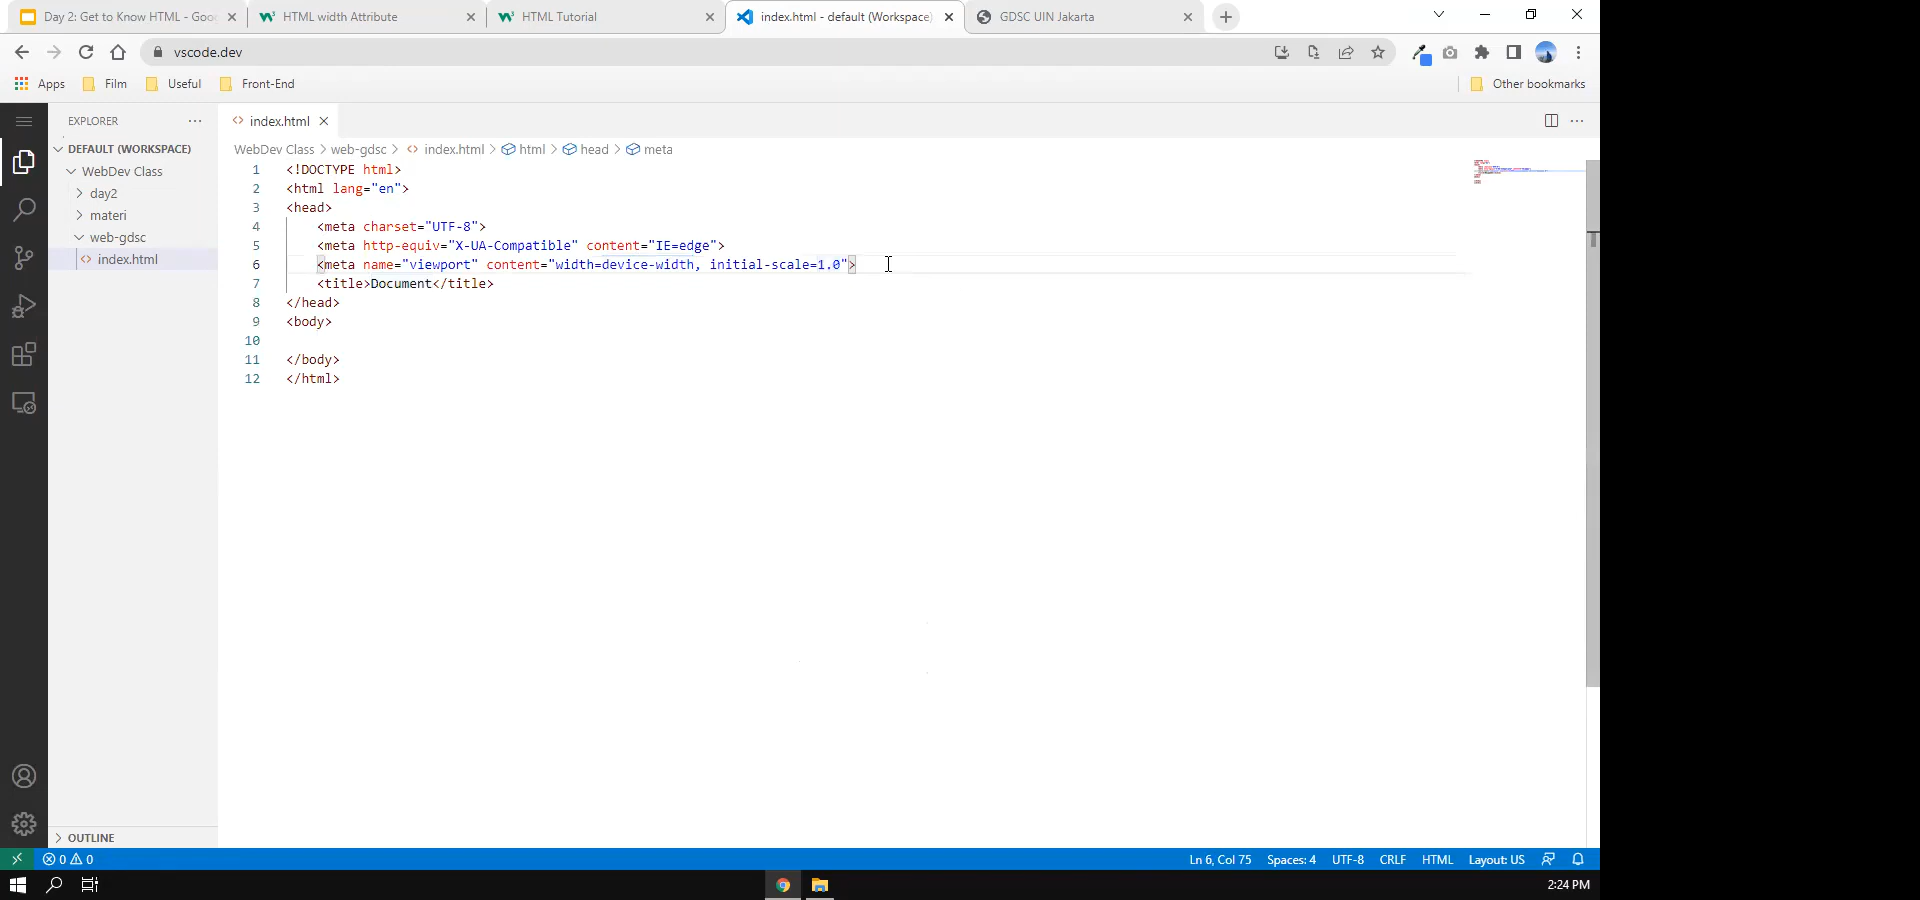 Day 2: Get to Know HTML - Goo
HTML width Attribute
HTML Tutorial
index.html - default (Workspace)
GDSC UIN Jakarta
vscode.dev
Apps
Film
Useful
Front-End
Other bookmarks
EXPLORER
DEFAULT (WORKSPACE)
WebDev Class
day2
materi
web-gdsc
index.html
OUTLINE
index.html
WebDev Class > web-gdsc > index.html > html > head > meta
1 <!DOCTYPE html>
2 <html lang="en">
3 <head>
4 <meta charset="UTF-8">
5 <meta http-equiv="X-UA-Compatible" content="IE=edge">
6 <meta name="viewport" content="width=device-width, initial-scale=1.0">
7 <title>Document</title>
8 </head>
9 <body>
10
11 </body>
12 </html>
0 0
Ln 6, Col 75
Spaces: 4
UTF-8
CRLF
HTML
Layout: US
2:24 PM